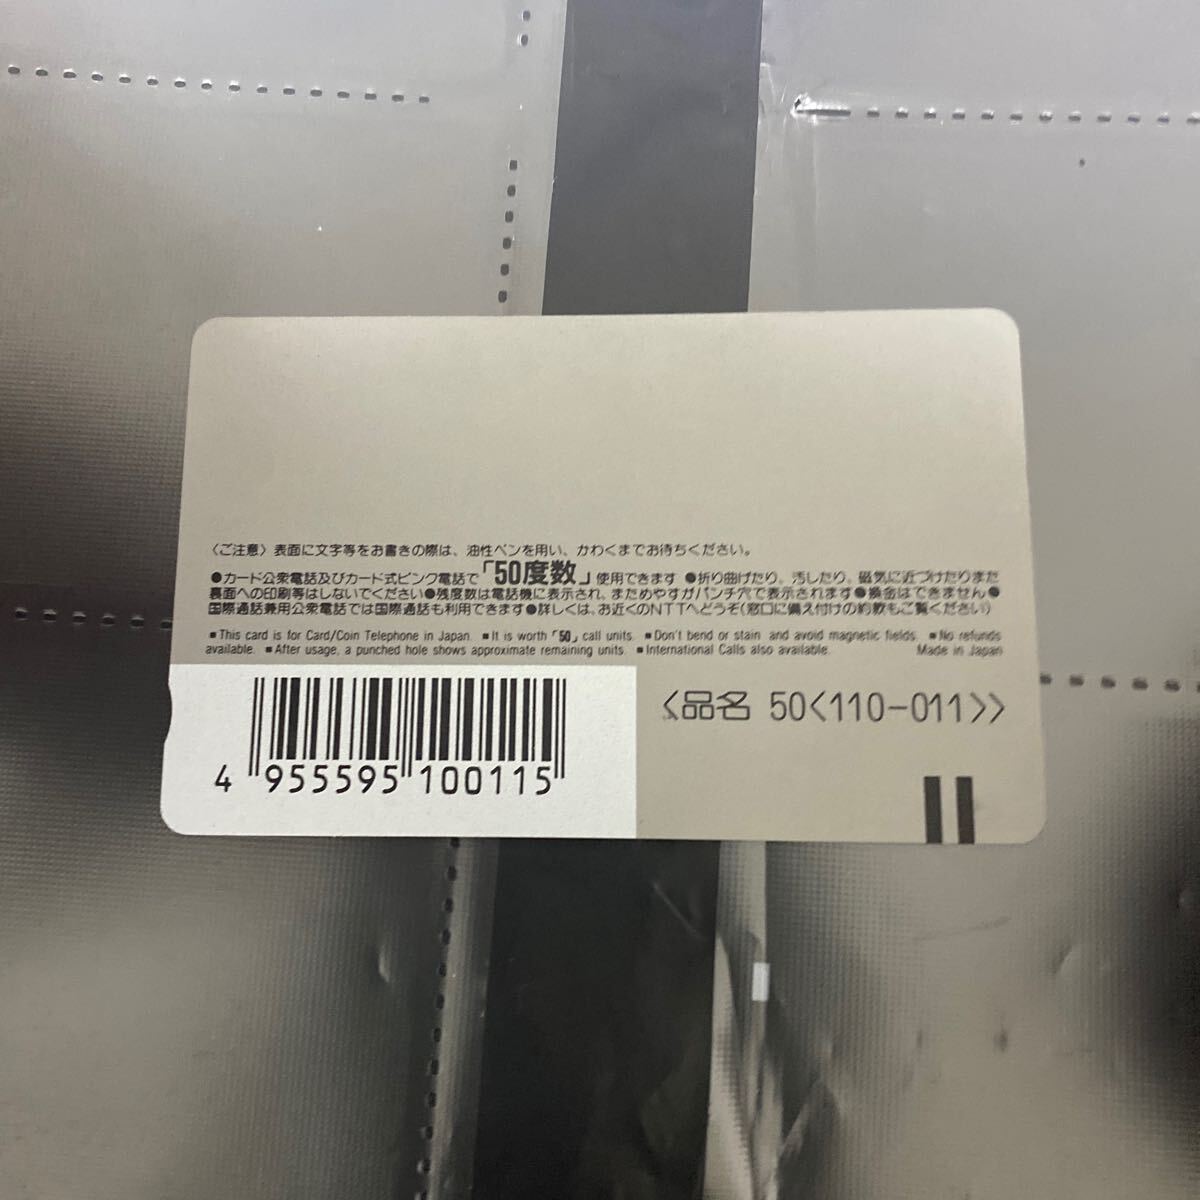 〈ご注意〉表面に文字等をお書きの際は、油性ペンを用い、かわくまでお待ちください。
●カード公衆電話及びカード式ピンク電話で「50度数」使用できます ●折り曲げたり、汚したり、磁気に近づけたりまた
裏面への印刷等はしないでください●残度数は電話機に表示され、まためやすがパンチ穴で表示されます●換金はできません●
国際通話兼用公衆電話では国際通話も利用できます●詳しくは、お近くのNTTへどうぞ(窓口に備え付けの約款もご覧ください)
■This card is for Card/Coin Telephone in Japan. ■It is worth「50」call units. ■Don't bend or stain and avoid magnetic fields. ■No refunds
available. ■After usage, a punched hole shows approximate remaining units. ■International Calls also available. Made in Japan
〈品名 50〈110-011〉〉
4 955595 100115